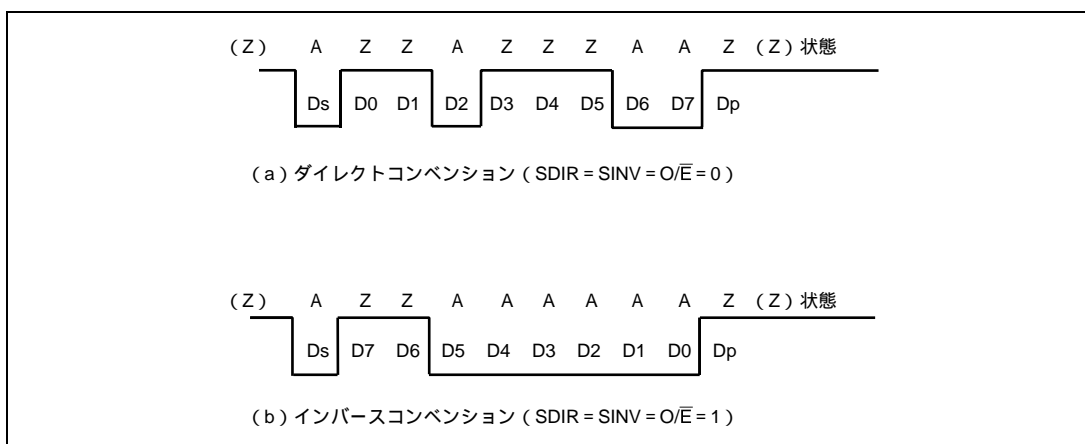 (Z) A Z Z A Z Z Z A A Z (Z)状態
Ds D0 D1 D2 D3 D4 D5 D6 D7 Dp
(a)ダイレクトコンベンション(SDIR = SINV = O/E̅ = 0)
(Z) A Z Z A A A A A A Z (Z)状態
Ds D7 D6 D5 D4 D3 D2 D1 D0 Dp
(b)インバースコンベンション(SDIR = SINV = O/E̅ = 1)